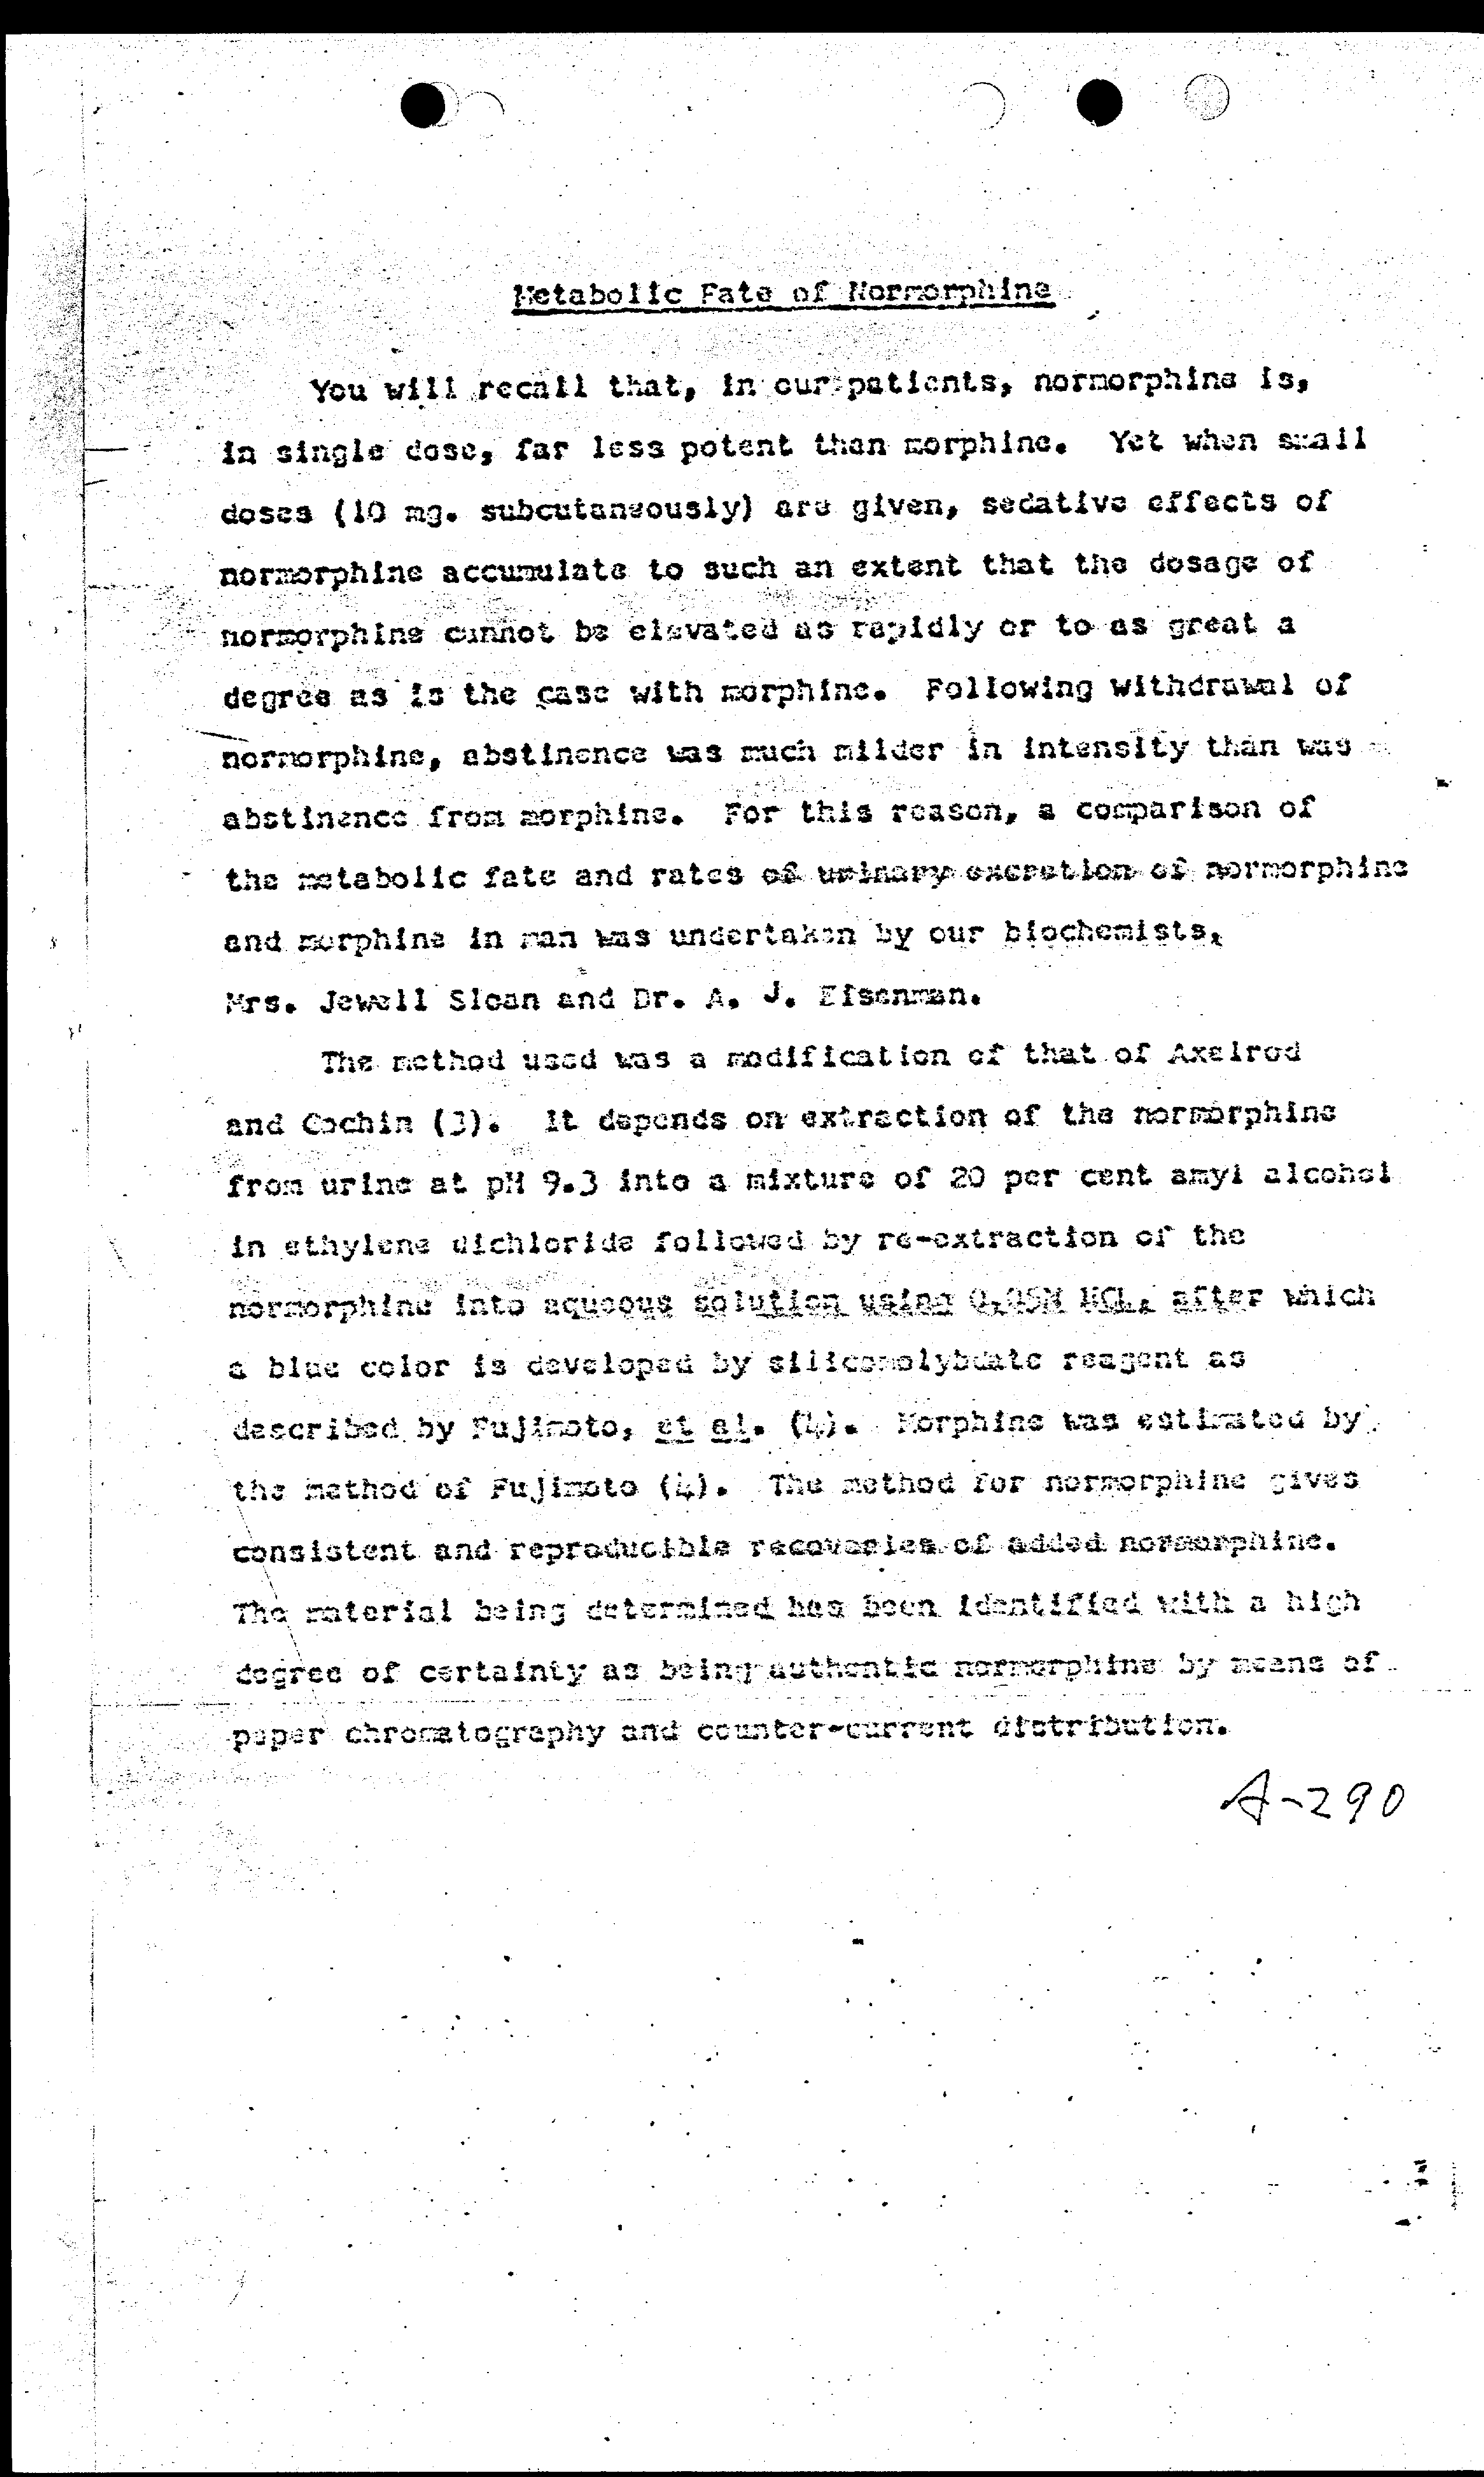 Metabolic Fate of Normorphine
You will recall that, in our patients, normorphine is,
in single dose, far less potent than morphine. Yet when small
doses (10 mg. subcutaneously) are given, sedative effects of
normorphine accumulate to such an extent that the dosage of
normorphine cannot be elevated as rapidly or to as great a
degree as is the case with morphine. Following withdrawal of
normorphine, abstinence was much milder in intensity than was
abstinence from morphine. For this reason, a comparison of
the metabolic fate and rates of urinary excretion of normorphine
and morphine in man was undertaken by our biochemists,
Mrs. Jewell Sloan and Dr. A. J. Eisenman.
The method used was a modification of that of Axelrod
and Cochin (3). It depends on extraction of the normorphine
from urine at pH 9.3 into a mixture of 20 per cent amyl alcohol
in ethylene dichloride followed by re-extraction of the
normorphine into aqueous solution using 0.05N HCl, after which
a blue color is developed by silicomolybdate reagent as
described by Fujimoto, et al. (4). Morphine was estimated by
the method of Fujimoto (4). The method for normorphine gives
consistent and reproducible recoveries of added normorphine.
The material being determined has been identified with a high
degree of certainty as being authentic normorphine by means of
paper chromatography and counter-current distribution.
A-290